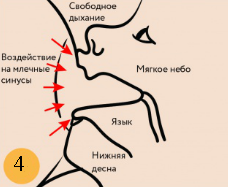 Свободное
дыхание
Воздействие
на млечные
синусы
Мягкое небо
Язык
Нижняя
десна
4